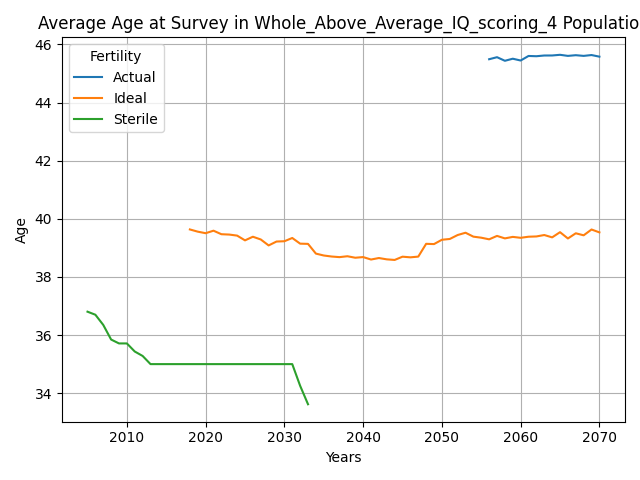 Average Age at Survey in Whole_Above_Average_IQ_scoring_4 Populatio
Fertility
Actual
Ideal
Sterile
46
44
42
40
38
36
34
Age
2010 2020 2030 2040 2050 2060 2070
Years